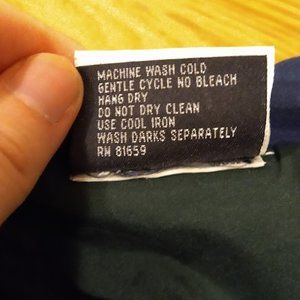 MACHINE WASH COLD
GENTLE CYCLE NO BLEACH
HANG DRY
DO NOT DRY CLEAN
USE COOL IRON
WASH DARKS SEPARATELY
RN 81659